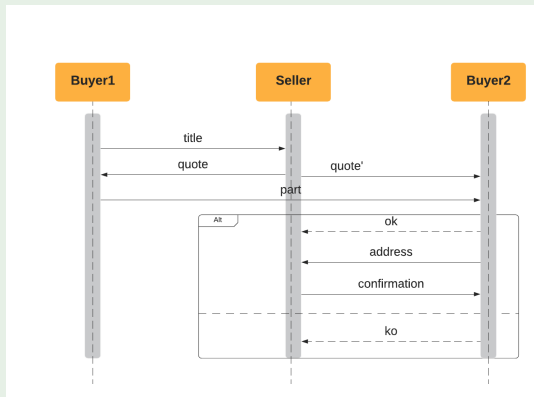 Buyer1 Seller Buyer2
title
quote
quote'
part
Alt
ok
address
confirmation
ko